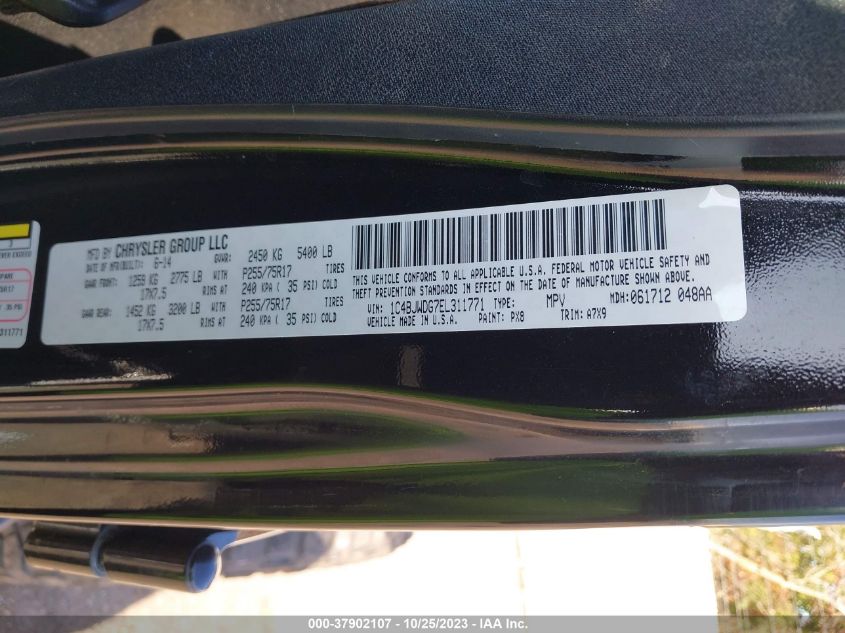 MFD BY CHRYSLER GROUP LLC
DATE OF MFR(BUILT): 6-14 GVWR: 2450 KG 5400 LB
GAWR FRONT: 1259 KG 2775 LB WITH P255/75R17 TIRES
17X7.5 RIMS AT 240 KPA ( 35 PSI) COLD
GAWR REAR: 1452 KG 3200 LB WITH P255/75R17 TIRES
17X7.5 RIMS AT 240 KPA ( 35 PSI) COLD
THIS VEHICLE CONFORMS TO ALL APPLICABLE U.S.A. FEDERAL MOTOR VEHICLE SAFETY AND
THEFT PREVENTION STANDARDS IN EFFECT ON THE DATE OF MANUFACTURE SHOWN ABOVE.
VIN: 1C4BJWDG7EL311771 TYPE: MPV MDH: 061712 048AA
VEHICLE MADE IN U.S.A. PAINT: PX8 TRIM: A7X9
EVER EXCEED
3
311771
000-37902107 - 10/25/2023 - IAA Inc.